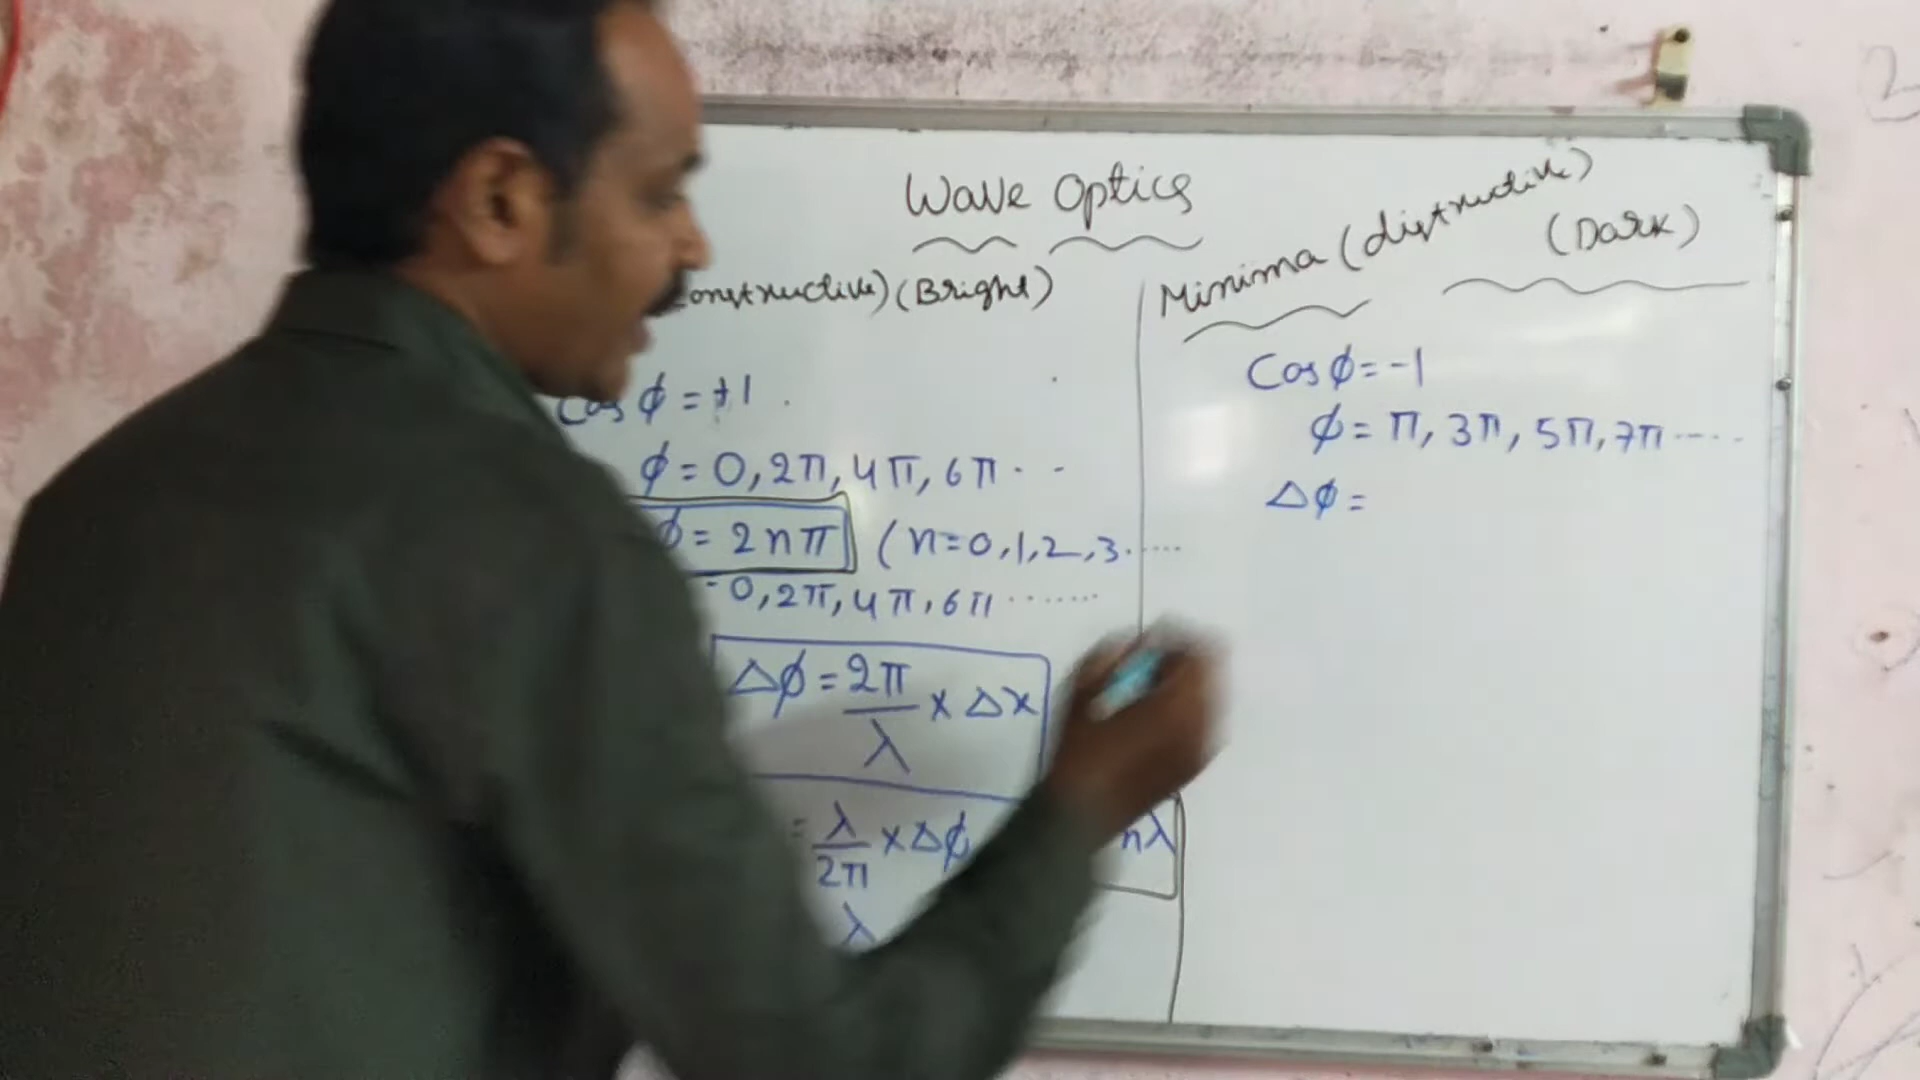 Wave Optics
onstructive) (Bright)
Cos φ = +1
φ = 0, 2π, 4π, 6π . .
φ = 2nπ (n=0,1,2,3.....
0, 2π, 4π, 6π .......
Δφ = 2π/λ × Δx
= λ/2π × Δφ
nλ
λ
Minima (distructive)
(Dark)
Cos φ = -1
φ = π, 3π, 5π, 7π .....
Δφ =